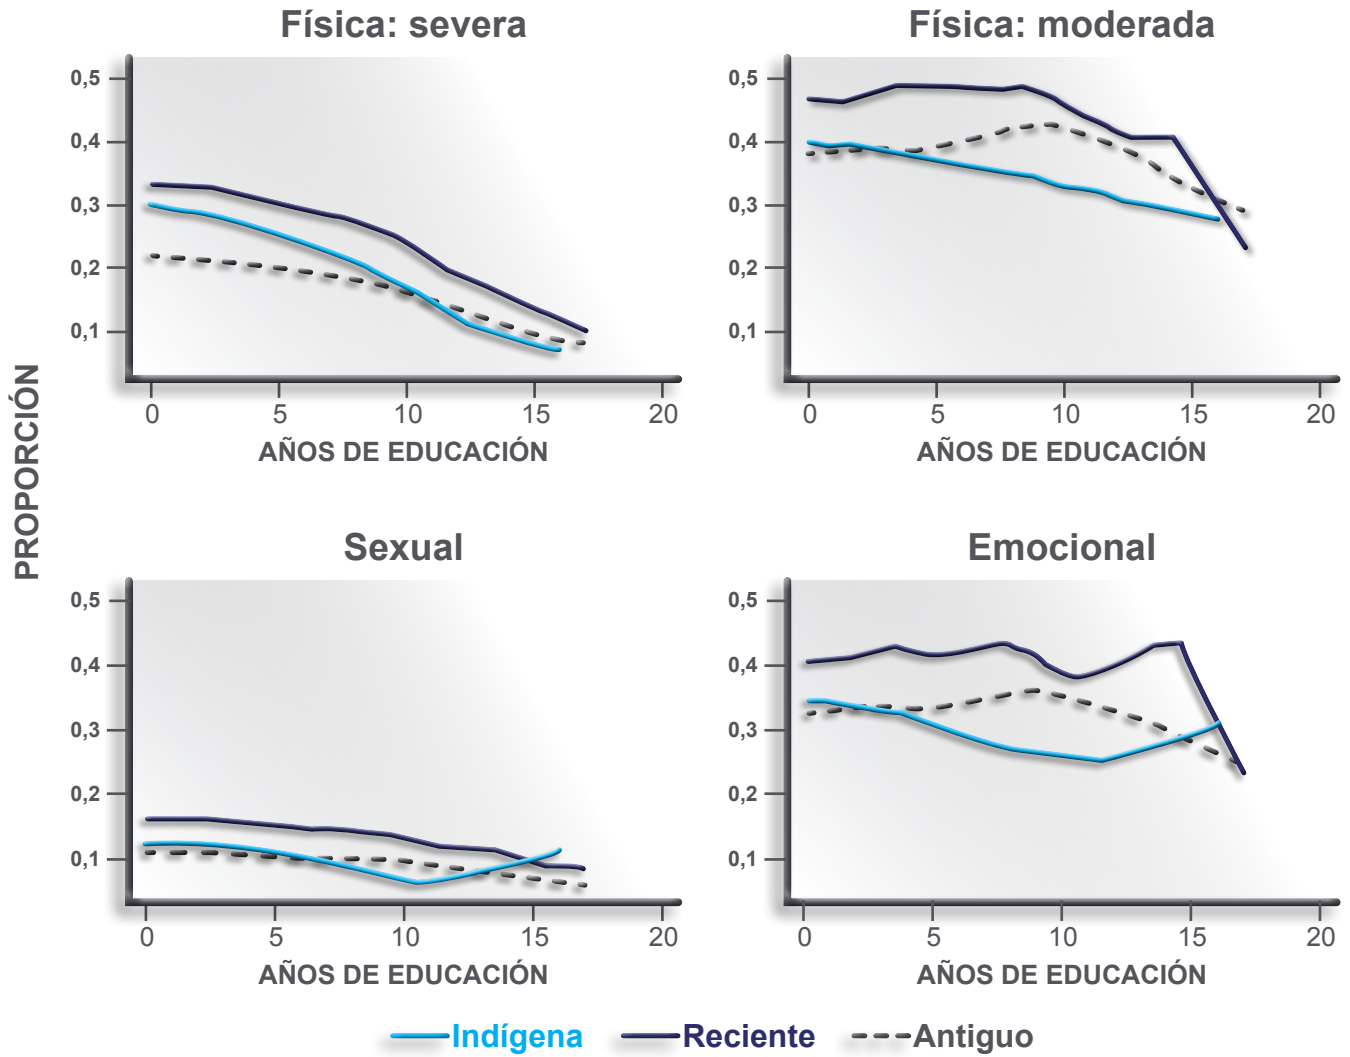 Física: severa
0,5
0,4
0,3
0,2
0,1
0 5 10 15 20
AÑOS DE EDUCACIÓN
Física: moderada
0,5
0,4
0,3
0,2
0,1
0 5 10 15 20
AÑOS DE EDUCACIÓN
PROPORCIÓN
Sexual
0,5
0,4
0,3
0,2
0,1
0 5 10 15 20
AÑOS DE EDUCACIÓN
Emocional
0,5
0,4
0,3
0,2
0,1
0 5 10 15 20
AÑOS DE EDUCACIÓN
Indígena Reciente Antiguo